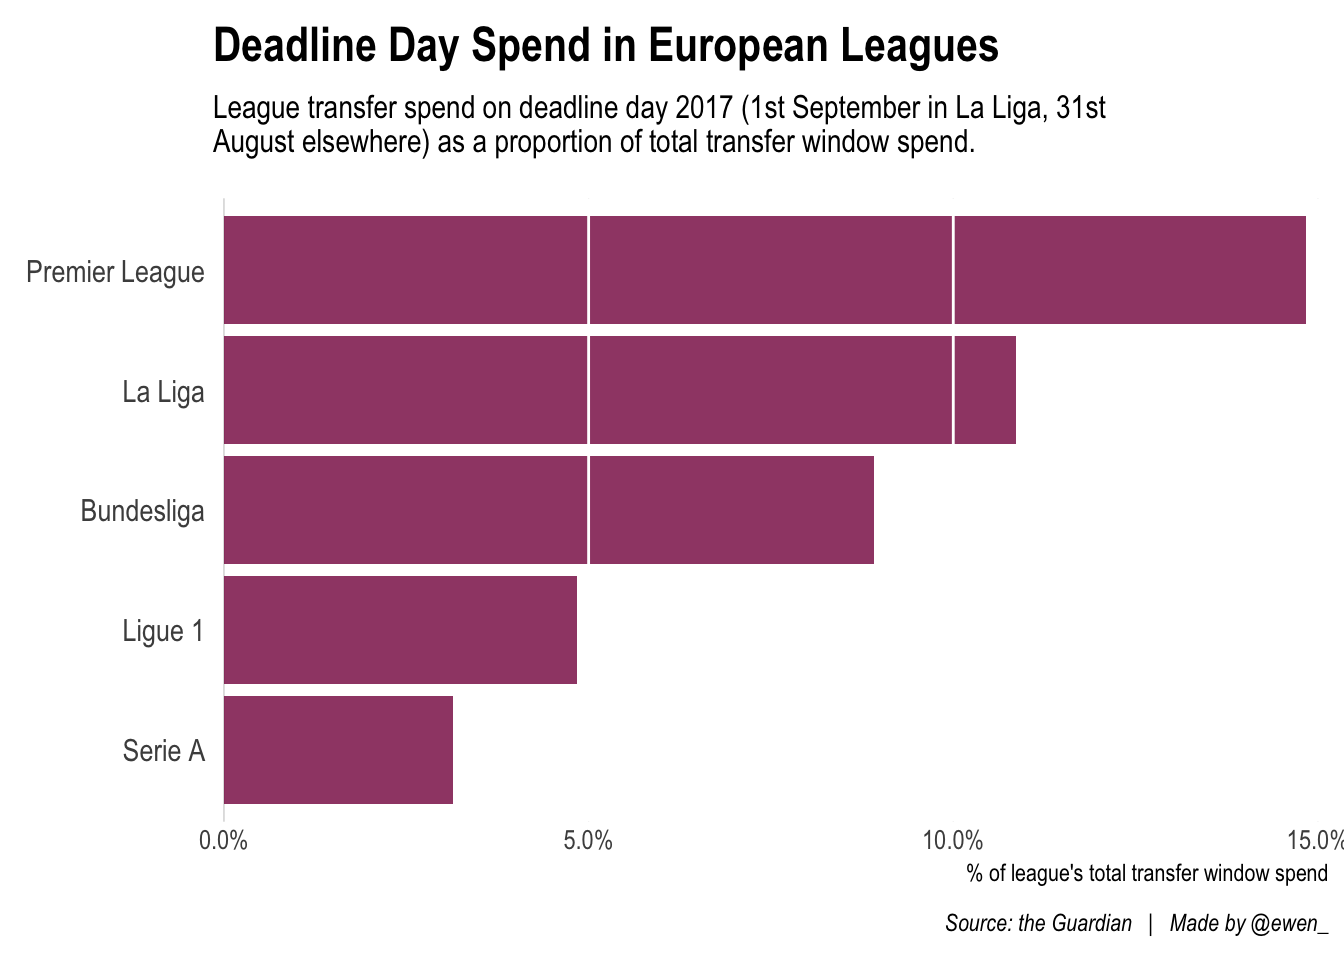 Deadline Day Spend in European Leagues
League transfer spend on deadline day 2017 (1st September in La Liga, 31st
August elsewhere) as a proportion of total transfer window spend.
Premier League
La Liga
Bundesliga
Ligue 1
Serie A
0.0% 5.0% 10.0% 15.0%
% of league's total transfer window spend
Source: the Guardian | Made by @ewen_